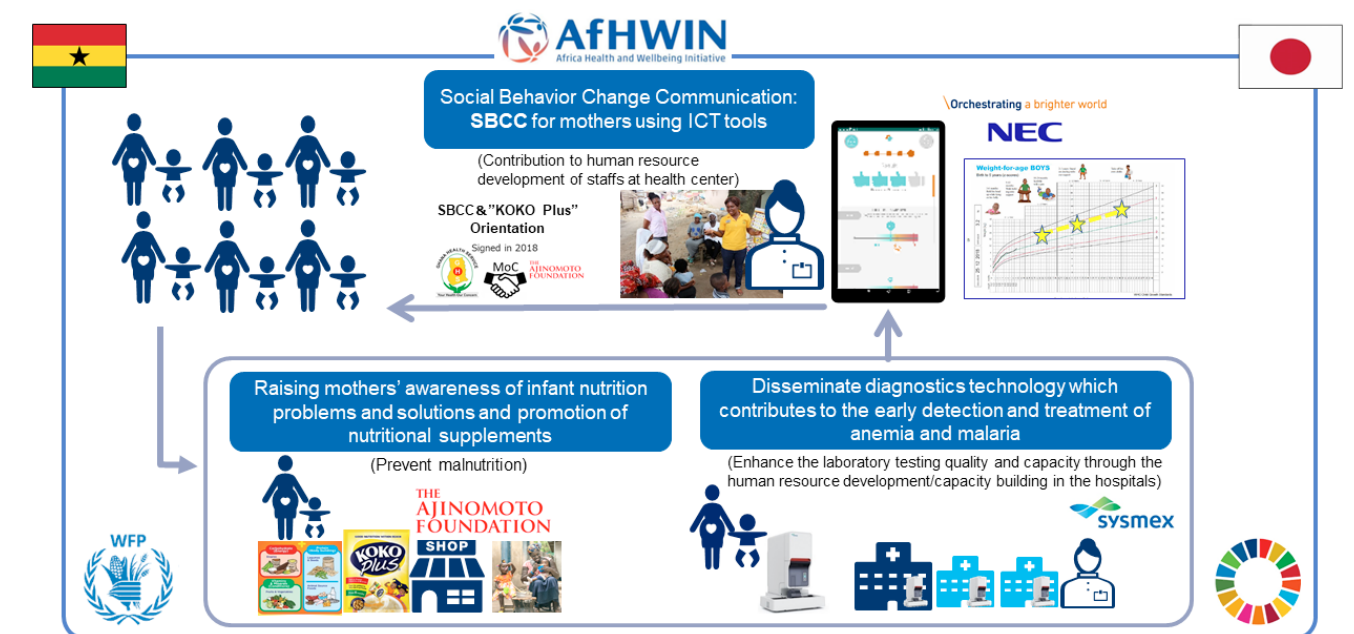 AfHWIN
Africa Health and Wellbeing Initiative
Social Behavior Change Communication:
SBCC for mothers using ICT tools
(Contribution to human resource
development of staffs at health center)
SBCC&"KOKO Plus"
Orientation
Signed in 2018
MoC
THE
AJINOMOTO
FOUNDATION
\Orchestrating a brighter world
NEC
Weight-for-age BOYS
Raising mothers' awareness of infant nutrition
problems and solutions and promotion of
nutritional supplements
(Prevent malnutrition)
THE
AJINOMOTO
FOUNDATION
KOKO
PLUS
SHOP
Disseminate diagnostics technology which
contributes to the early detection and treatment of
anemia and malaria
(Enhance the laboratory testing quality and capacity through the
human resource development/capacity building in the hospitals)
sysmex
WFP